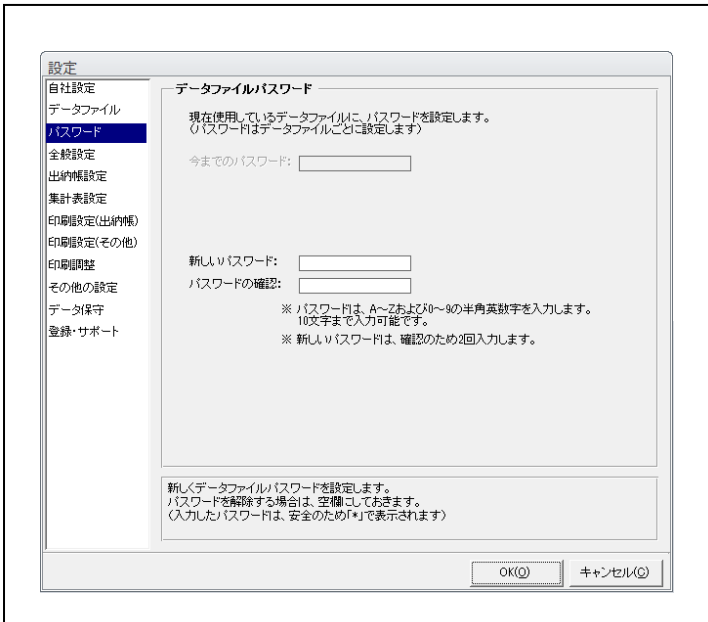 設定
自社設定
データファイル
パスワード
全般設定
出納帳設定
集計表設定
印刷設定(出納帳)
印刷設定(その他)
印刷調整
その他の設定
データ保守
登録・サポート
データファイルパスワード
現在使用しているデータファイルに、パスワードを設定します。
(パスワードはデータファイルごとに設定します)
今までのパスワード:
新しいパスワード:
パスワードの確認:
※ パスワードは、A～Zおよび0～9の半角英数字を入力します。
10文字まで入力可能です。
※ 新しいパスワードは、確認のため2回入力します。
新しくデータファイルパスワードを設定します。
パスワードを解除する場合は、空欄にしておきます。
(入力したパスワードは、安全のため「*」で表示されます)
OK(O)
キャンセル(C)